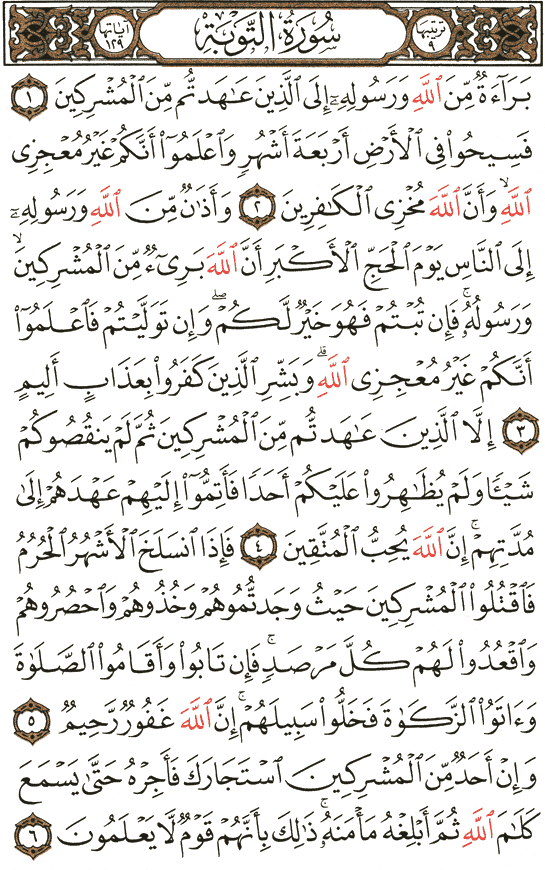 ترتيبها ٩ سُورَةُ التَّوْبَةِ آياتها ١٢٩
بَرَآءَةٌ مِّنَ ٱللَّهِ وَرَسُولِهِۦٓ إِلَى ٱلَّذِينَ عَٰهَدتُّم مِّنَ ٱلْمُشْرِكِينَ ١
فَسِيحُوا۟ فِى ٱلْأَرْضِ أَرْبَعَةَ أَشْهُرٍ وَٱعْلَمُوٓا۟ أَنَّكُمْ غَيْرُ مُعْجِزِى
ٱللَّهِ ۙ وَأَنَّ ٱللَّهَ مُخْزِى ٱلْكَٰفِرِينَ ٢ وَأَذَٰنٌ مِّنَ ٱللَّهِ وَرَسُولِهِۦٓ
إِلَى ٱلنَّاسِ يَوْمَ ٱلْحَجِّ ٱلْأَكْبَرِ أَنَّ ٱللَّهَ بَرِىٓءٌ مِّنَ ٱلْمُشْرِكِينَ ۙ
وَرَسُولُهُۥ ۚ فَإِن تُبْتُمْ فَهُوَ خَيْرٌ لَّكُمْ ۖ وَإِن تَوَلَّيْتُمْ فَٱعْلَمُوٓا۟
أَنَّكُمْ غَيْرُ مُعْجِزِى ٱللَّهِ ۗ وَبَشِّرِ ٱلَّذِينَ كَفَرُوا۟ بِعَذَابٍ أَلِيمٍ
٣ إِلَّا ٱلَّذِينَ عَٰهَدتُّم مِّنَ ٱلْمُشْرِكِينَ ثُمَّ لَمْ يَنقُصُوكُمْ
شَيْـًٔا وَلَمْ يُظَٰهِرُوا۟ عَلَيْكُمْ أَحَدًا فَأَتِمُّوٓا۟ إِلَيْهِمْ عَهْدَهُمْ إِلَىٰ
مُدَّتِهِمْ ۚ إِنَّ ٱللَّهَ يُحِبُّ ٱلْمُتَّقِينَ ٤ فَإِذَا ٱنسَلَخَ ٱلْأَشْهُرُ ٱلْحُرُمُ
فَٱقْتُلُوا۟ ٱلْمُشْرِكِينَ حَيْثُ وَجَدتُّمُوهُمْ وَخُذُوهُمْ وَٱحْصُرُوهُمْ
وَٱقْعُدُوا۟ لَهُمْ كُلَّ مَرْصَدٍ ۚ فَإِن تَابُوا۟ وَأَقَامُوا۟ ٱلصَّلَوٰةَ
وَءَاتَوُا۟ ٱلزَّكَوٰةَ فَخَلُّوا۟ سَبِيلَهُمْ ۚ إِنَّ ٱللَّهَ غَفُورٌ رَّحِيمٌ ٥
وَإِنْ أَحَدٌ مِّنَ ٱلْمُشْرِكِينَ ٱسْتَجَارَكَ فَأَجِرْهُ حَتَّىٰ يَسْمَعَ
كَلَٰمَ ٱللَّهِ ثُمَّ أَبْلِغْهُ مَأْمَنَهُۥ ۚ ذَٰلِكَ بِأَنَّهُمْ قَوْمٌ لَّا يَعْلَمُونَ ٦